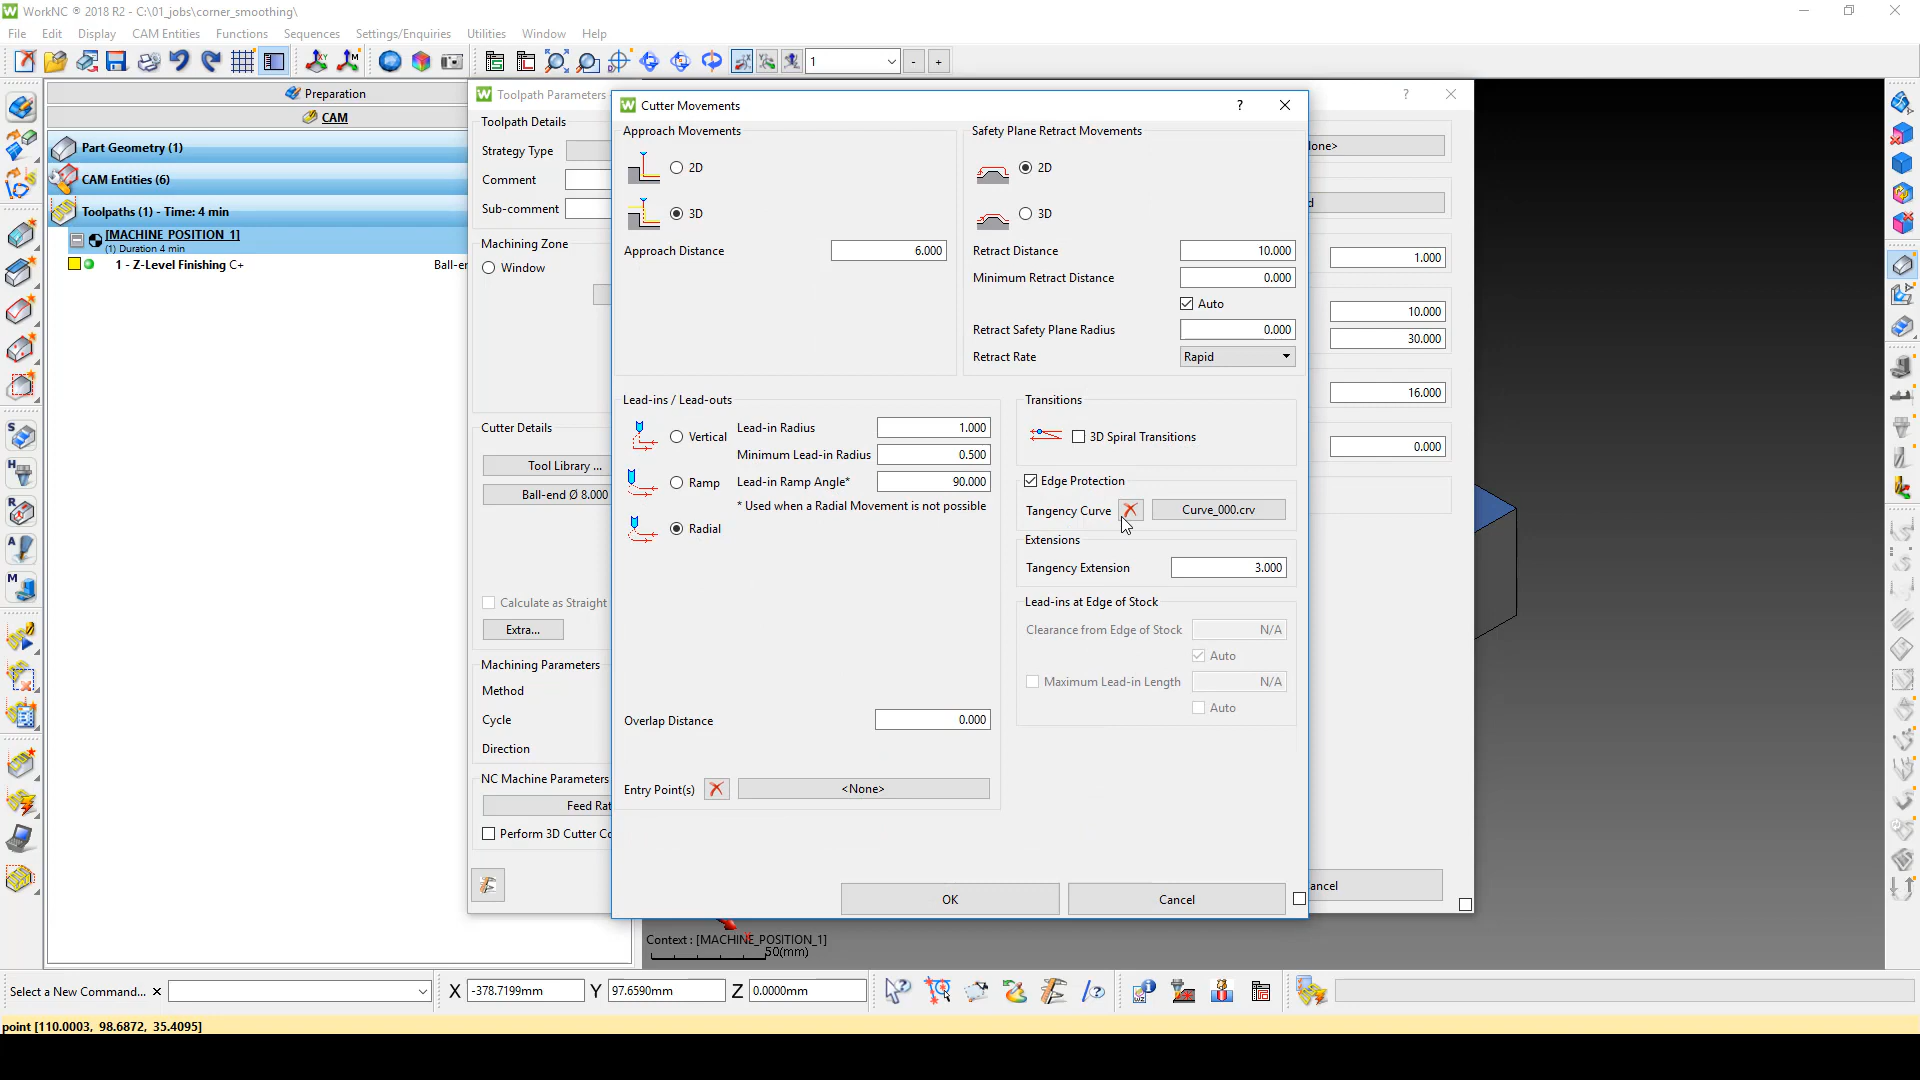 WorkNC ® 2018 R2 - C:\01_jobs\corner_smoothing\
File Edit Display CAM Entities Functions Sequences Settings/Enquiries Utilities Window Help
1
-
+
Preparation
CAM
Part Geometry (1)
CAM Entities (6)
Toolpaths (1) - Time: 4 min
[MACHINE_POSITION_1]
(1) Duration 4 min
1 - Z-Level Finishing C+ Ball-er
Toolpath Parameters -
Toolpath Details
Strategy Type
Comment
Sub-comment
Machining Zone
Window
Cutter Details
Tool Library ...
Ball-end Ø 8.000
Calculate as Straight
Extra...
Machining Parameters
Method
Cycle
Direction
NC Machine Parameters
Feed Rat
Perform 3D Cutter Co
Cutter Movements
?
Approach Movements
2D
3D
Approach Distance 6.000
Safety Plane Retract Movements
2D
3D
Retract Distance 10.000
Minimum Retract Distance 0.000
Auto
Retract Safety Plane Radius 0.000
Retract Rate Rapid
Lead-ins / Lead-outs
Vertical
Ramp
Radial
Lead-in Radius 1.000
Minimum Lead-in Radius 0.500
Lead-in Ramp Angle* 90.000
* Used when a Radial Movement is not possible
Overlap Distance 0.000
Entry Point(s) <None>
Transitions
3D Spiral Transitions
Edge Protection
Tangency Curve Curve_000.crv
Extensions
Tangency Extension 3.000
Lead-ins at Edge of Stock
Clearance from Edge of Stock N/A
Auto
Maximum Lead-in Length N/A
Auto
OK
Cancel
?
lone>
d
1.000
10.000
30.000
16.000
0.000
ancel
Context : [MACHINE_POSITION_1]
50(mm)
Select a New Command...
X -378.7199mm Y 97.6590mm Z 0.0000mm
point [110.0003, 98.6872, 35.4095]